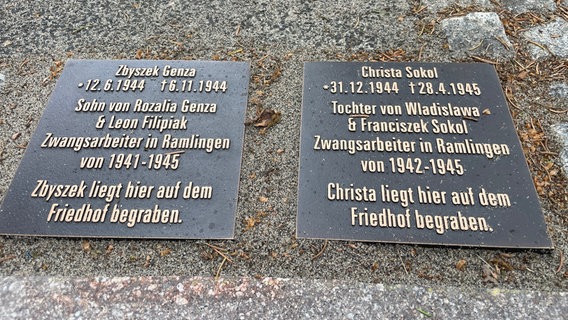 Zbyszek Genza
*12.6.1944 †6.11.1944
Sohn von Rozalia Genza
& Leon Filipiak
Zwangsarbeiter in Ramlingen
von 1941-1945
Zbyszek liegt hier auf dem
Friedhof begraben.
Christa Sokol
*31.12.1944 †28.4.1945
Tochter von Wladislawa
& Franciszek Sokol
Zwangsarbeiter in Ramlingen
von 1942-1945
Christa liegt hier auf dem
Friedhof begraben.